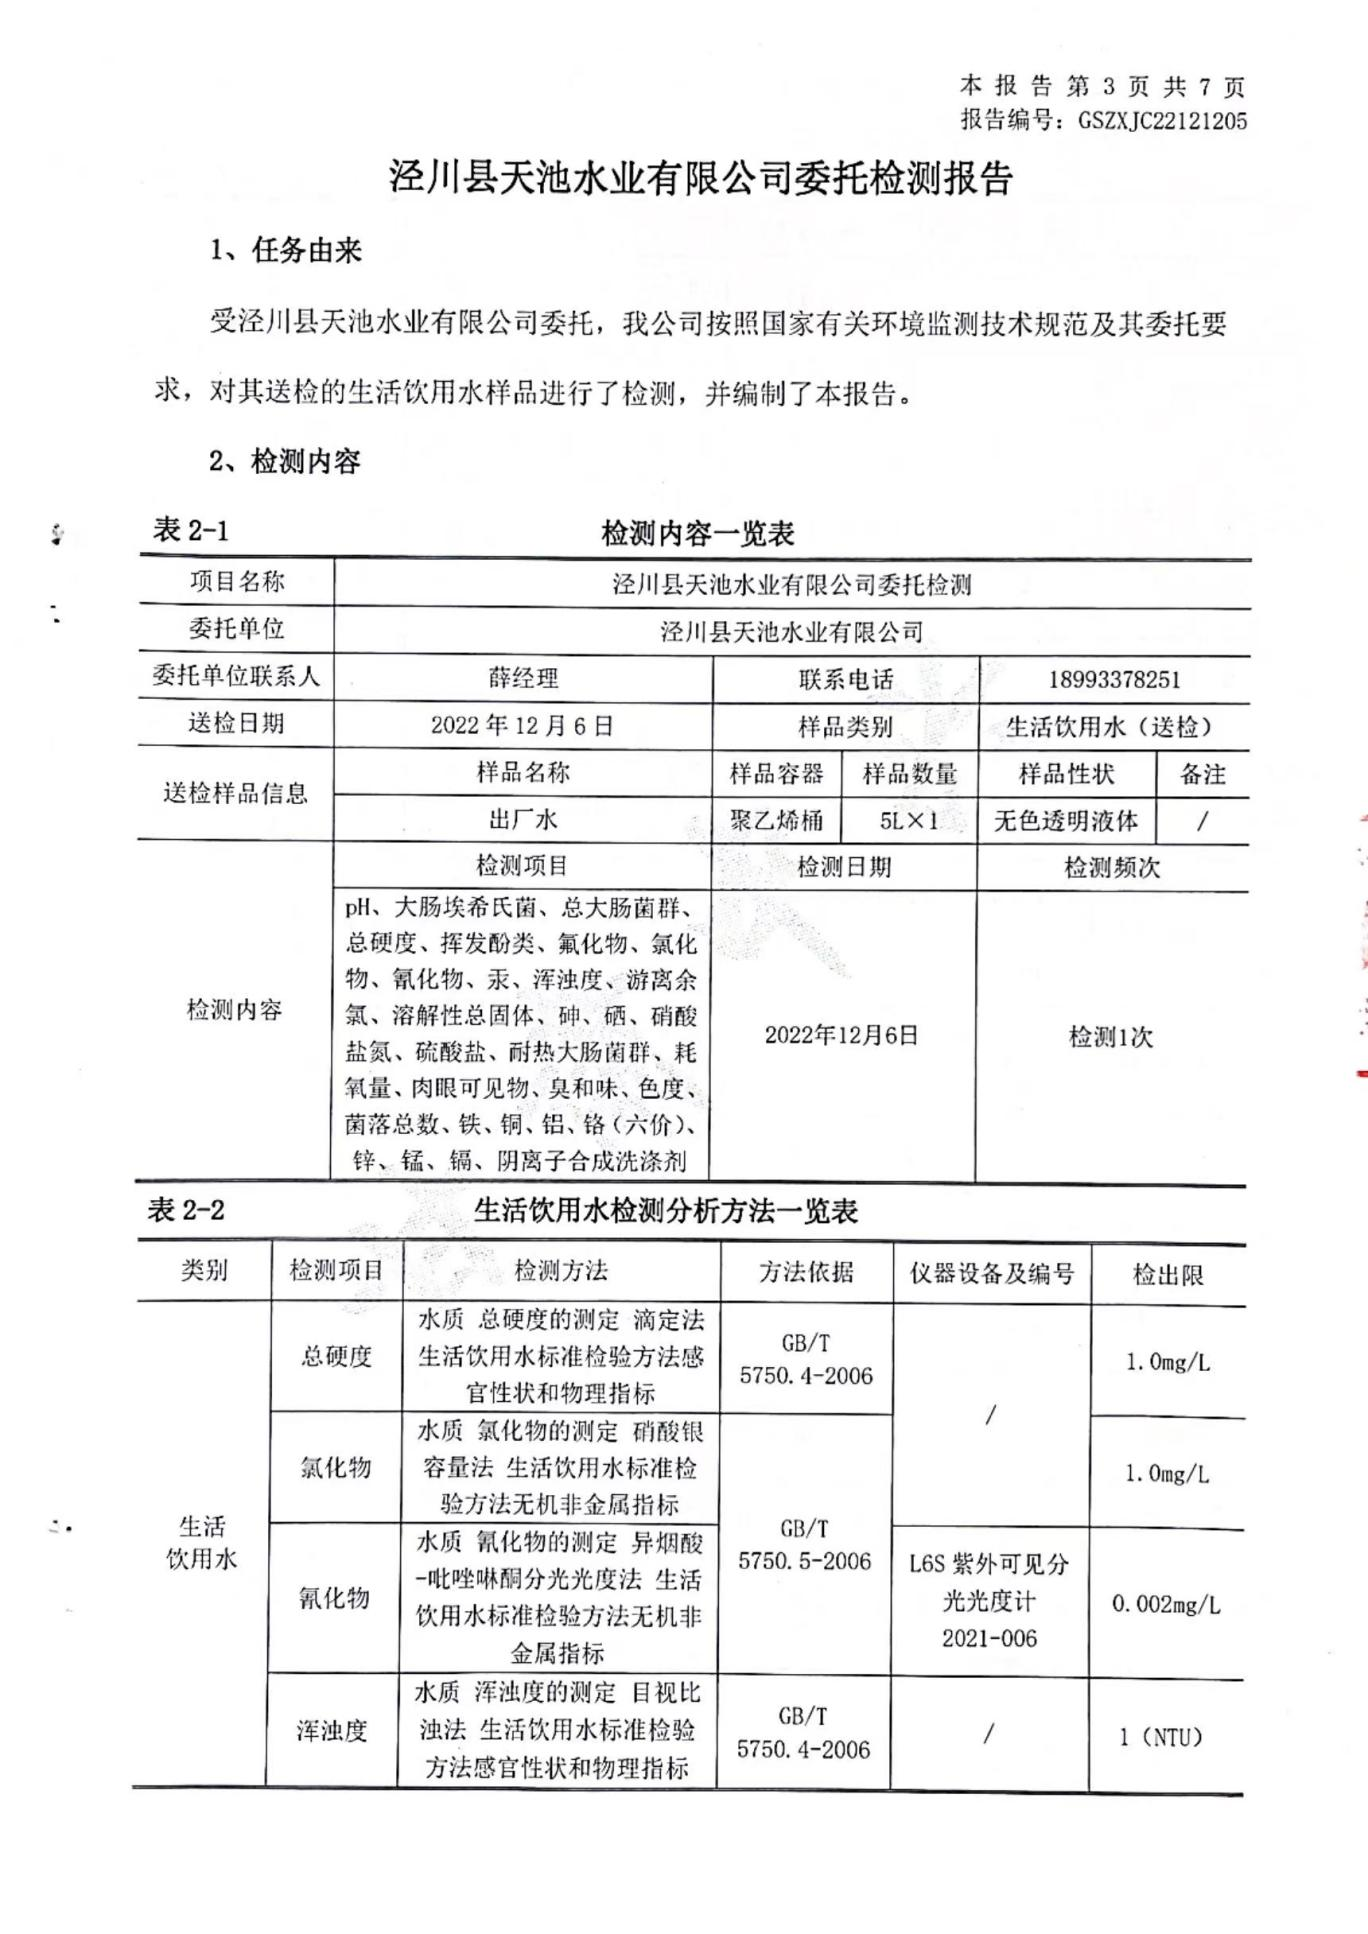 本报告第3页共7页
报告编号：GSZXJC22121205
泾川县天池水业有限公司委托检测报告
1、任务由来
受泾川县天池水业有限公司委托，我公司按照国家有关环境监测技术规范及其委托要
求，对其送检的生活饮用水样品进行了检测，并编制了本报告。
2、检测内容
表 2-1 检测内容一览表
项目名称 泾川县天池水业有限公司委托检测
委托单位 泾川县天池水业有限公司
委托单位联系人 薛经理 联系电话 18993378251
送检日期 2022年12月6日 样品类别 生活饮用水（送检）
送检样品信息
样品名称 样品容器 样品数量 样品性状 备注
出厂水 聚乙烯桶 5L×1 无色透明液体 /
检测内容
检测项目 检测日期 检测频次
pH、大肠埃希氏菌、总大肠菌群、
总硬度、挥发酚类、氟化物、氯化
物、氰化物、汞、浑浊度、游离余
氯、溶解性总固体、砷、硒、硝酸
盐氮、硫酸盐、耐热大肠菌群、耗
氧量、肉眼可见物、臭和味、色度、
菌落总数、铁、铜、铝、铬（六价）、
锌、锰、镉、阴离子合成洗涤剂
2022年12月6日
检测1次
表 2-2 生活饮用水检测分析方法一览表
类别 检测项目 检测方法 方法依据 仪器设备及编号 检出限
生活
饮用水
总硬度
水质 总硬度的测定 滴定法
生活饮用水标准检验方法感
官性状和物理指标
GB/T
5750.4-2006
/
1.0mg/L
氯化物
水质 氯化物的测定 硝酸银
容量法 生活饮用水标准检
验方法无机非金属指标
GB/T
5750.5-2006
1.0mg/L
氰化物
水质 氰化物的测定 异烟酸
-吡唑啉酮分光光度法 生活
饮用水标准检验方法无机非
金属指标
L6S 紫外可见分
光光度计
2021-006
0.002mg/L
浑浊度
水质 浑浊度的测定 目视比
浊法 生活饮用水标准检验
方法感官性状和物理指标
GB/T
5750.4-2006
/
1（NTU）